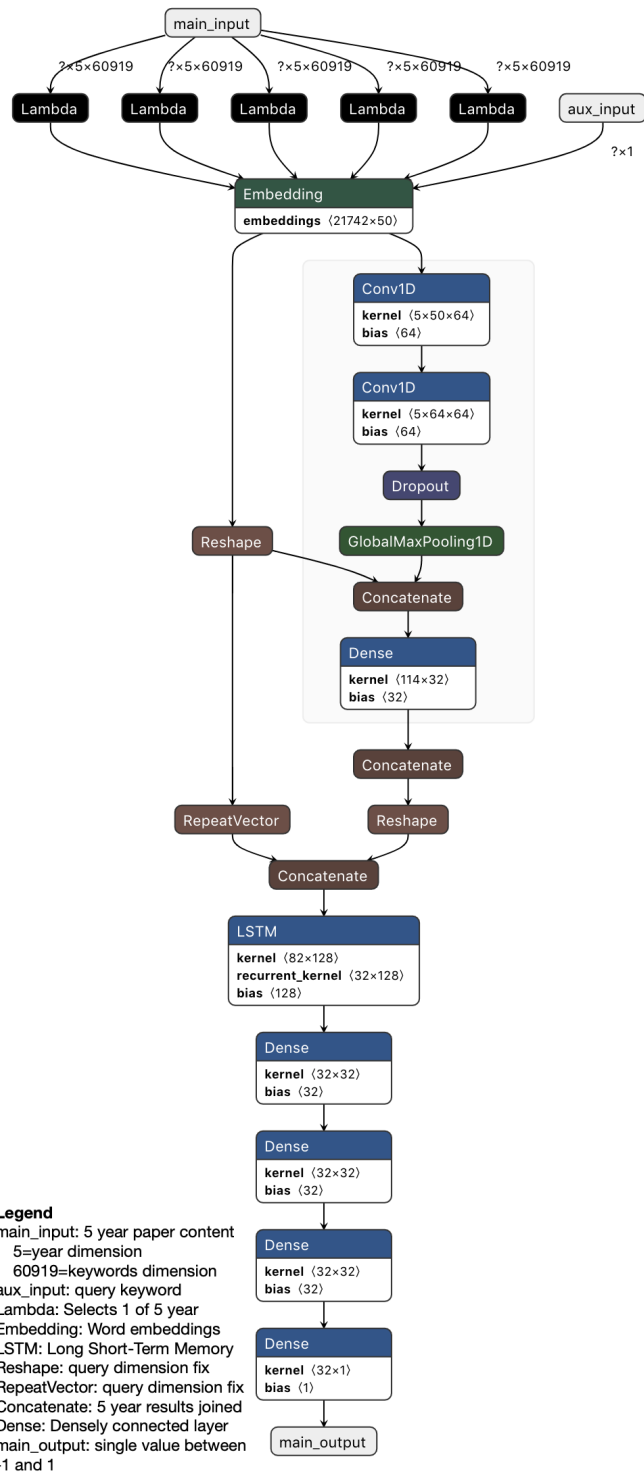 main_input
?×5×60919 ?×5×60919 ?×5×60919 ?×5×60919 ?×5×60919
Lambda Lambda Lambda Lambda Lambda aux_input
?×1
Embedding
embeddings ⟨21742×50⟩
Conv1D
kernel ⟨5×50×64⟩
bias ⟨64⟩
Conv1D
kernel ⟨5×64×64⟩
bias ⟨64⟩
Dropout
Reshape GlobalMaxPooling1D
Concatenate
Dense
kernel ⟨114×32⟩
bias ⟨32⟩
Concatenate
RepeatVector Reshape
Concatenate
LSTM
kernel ⟨82×128⟩
recurrent_kernel ⟨32×128⟩
bias ⟨128⟩
Dense
kernel ⟨32×32⟩
bias ⟨32⟩
Dense
kernel ⟨32×32⟩
bias ⟨32⟩
Dense
kernel ⟨32×32⟩
bias ⟨32⟩
Dense
kernel ⟨32×1⟩
bias ⟨1⟩
main_output
Legend
main_input: 5 year paper content
5=year dimension
60919=keywords dimension
aux_input: query keyword
Lambda: Selects 1 of 5 year
Embedding: Word embeddings
LSTM: Long Short-Term Memory
Reshape: query dimension fix
RepeatVector: query dimension fix
Concatenate: 5 year results joined
Dense: Densely connected layer
main_output: single value between
-1 and 1